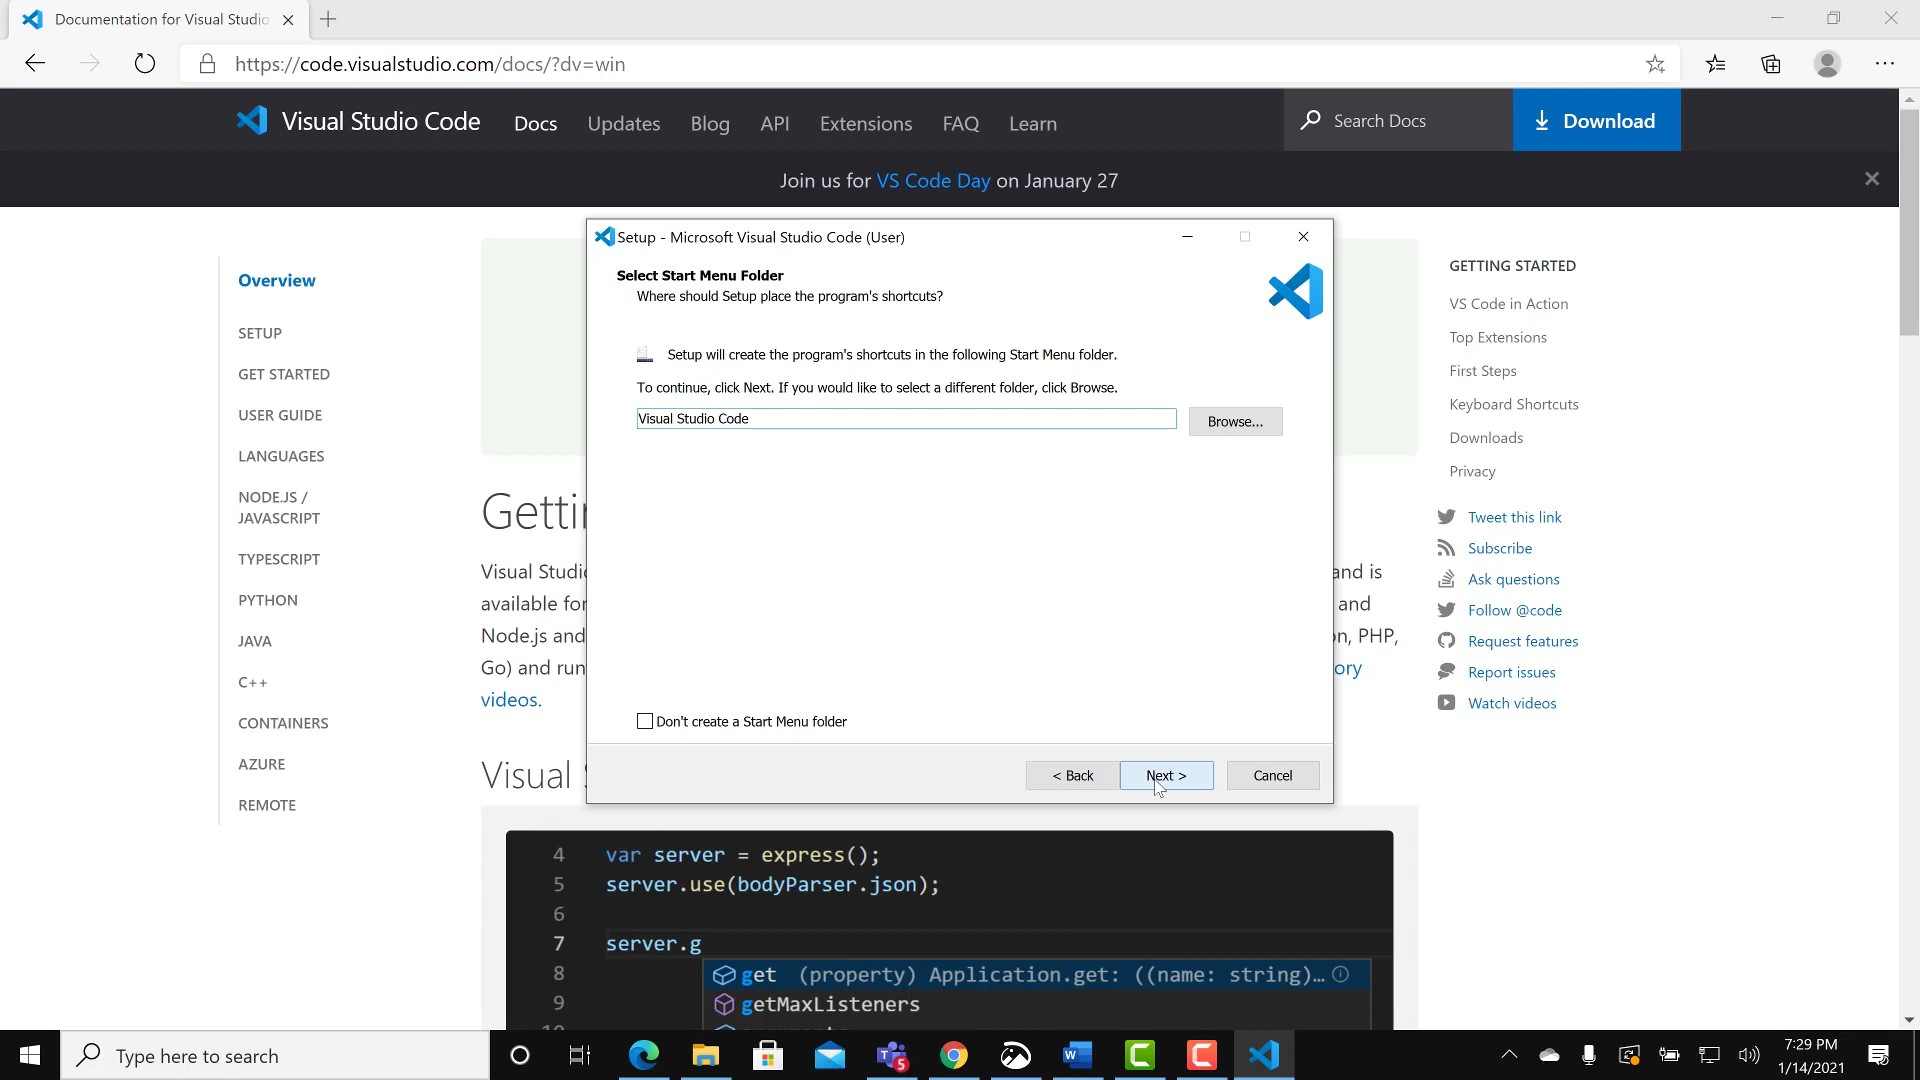 Documentation for Visual Studio
https://code.visualstudio.com/docs/?dv=win
Visual Studio Code
Docs
Updates
Blog
API
Extensions
FAQ
Learn
Search Docs
Download
Join us for VS Code Day on January 27
Overview
SETUP
GET STARTED
USER GUIDE
LANGUAGES
NODE.JS /
JAVASCRIPT
TYPESCRIPT
PYTHON
JAVA
C++
CONTAINERS
AZURE
REMOTE
Setup - Microsoft Visual Studio Code (User)
Select Start Menu Folder
Where should Setup place the program's shortcuts?
Setup will create the program's shortcuts in the following Start Menu folder.
To continue, click Next. If you would like to select a different folder, click Browse.
Visual Studio Code
Browse...
Don't create a Start Menu folder
< Back
Next >
Cancel
Getti
Visual Studi and is
available for and
Node.js and n, PHP,
Go) and run ory
videos.
Visual
4 var server = express();
5 server.use(bodyParser.json);
6
7 server.g
8 get (property) Application.get: ((name: string)...
9 getMaxListeners
10
GETTING STARTED
VS Code in Action
Top Extensions
First Steps
Keyboard Shortcuts
Downloads
Privacy
Tweet this link
Subscribe
Ask questions
Follow @code
Request features
Report issues
Watch videos
Type here to search
5
7:29 PM
1/14/2021